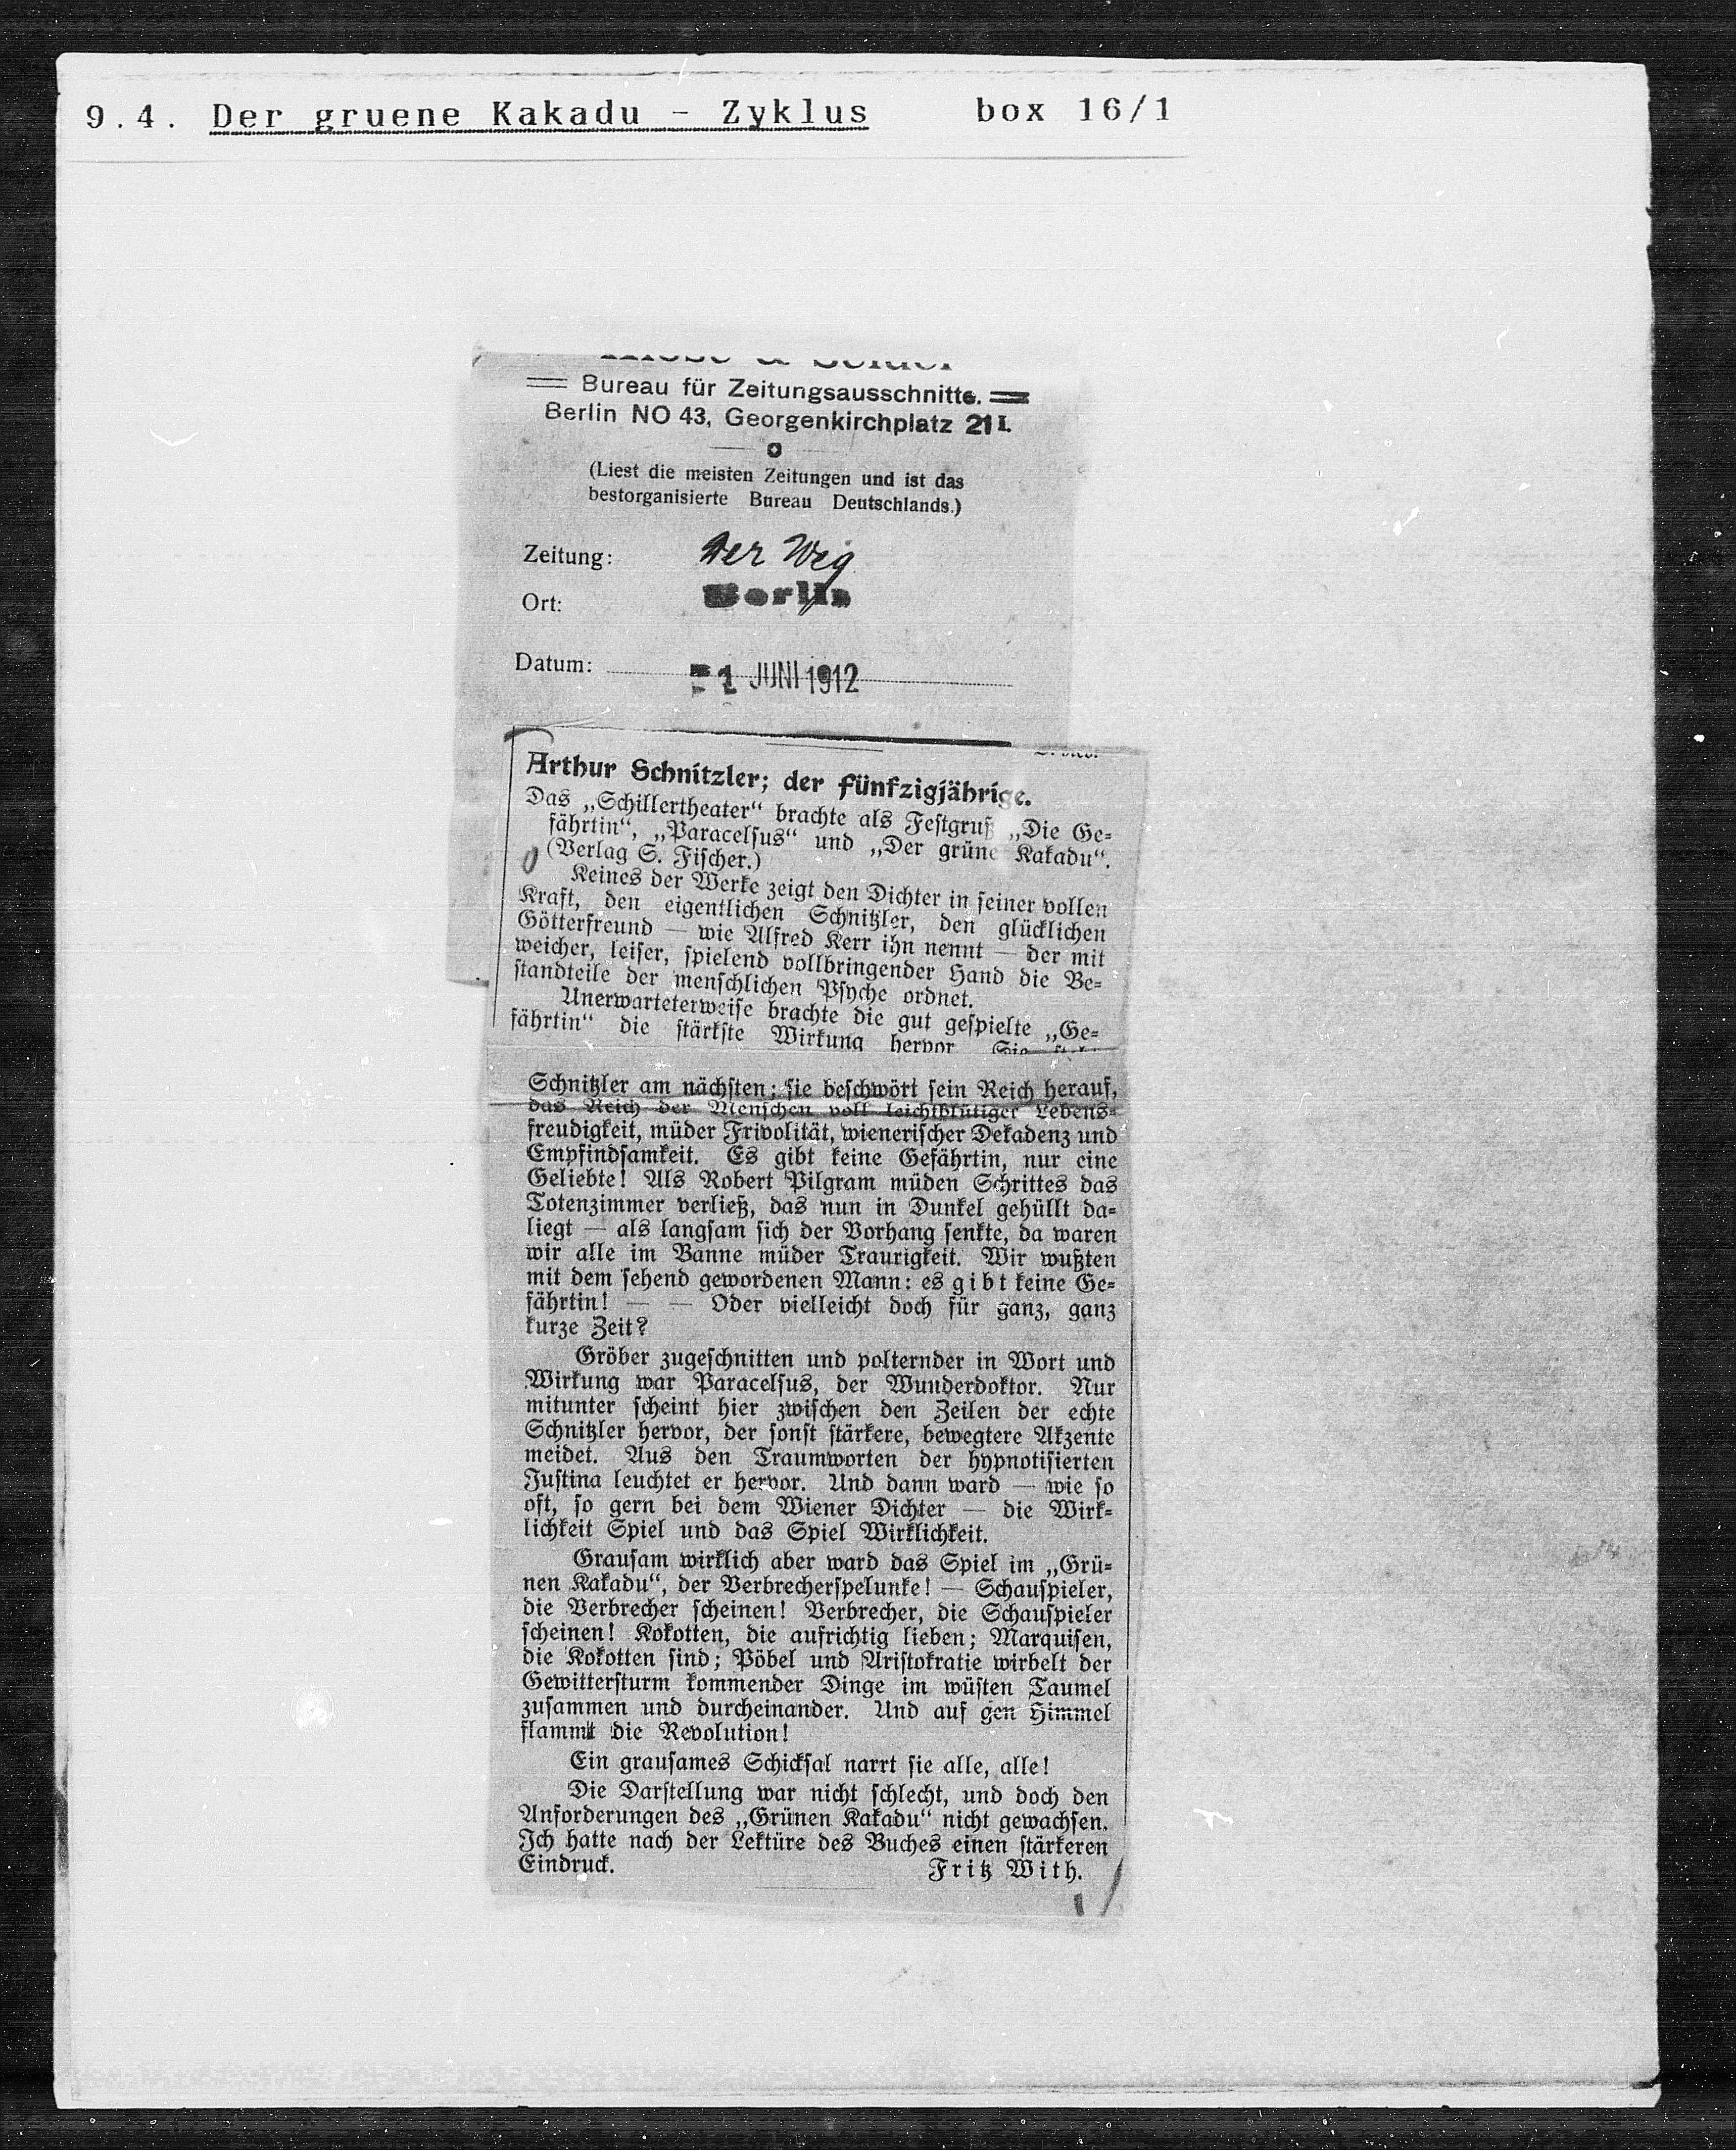 9.4. Der gruene Kakadu - Zyklus box 16/1
Bureau für Zeitungsausschnitte.
Berlin NO 43, Georgenkirchplatz 21 I.
(Liest die meisten Zeitungen und ist das
bestorganisierte Bureau Deutschlands.)
Zeitung: Der Weg
Ort: Berlin
Datum: 1 JUNI 1912
Arthur Schnitzler; der fünfzigjährige.
Das „Schillertheater“ brachte als Festgruß „Die Ge-
fährtin“, „Paracelsus“ und „Der grüne Kakadu“.
(Verlag S. Fischer.)
Keines der Werke zeigt den Dichter in seiner vollen
Kraft, den eigentlichen Schnitzler, den glücklichen
Götterfreund — wie Alfred Kerr ihn nennt — der mit
weicher, leiser, spielend vollbringender Hand die Be-
standteile der menschlichen Psyche ordnet.
Unerwarteterweise brachte die gut gespielte „Ge-
fährtin“ die stärkste Wirkung hervor Sie
Schnitzler am nächsten; sie beschwört sein Reich herauf,
das Reich der Menschen voll leichtblütiger Lebens-
freudigkeit, müder Frivolität, wienerischer Dekadenz und
Empfindsamkeit. Es gibt keine Gefährtin, nur eine
Geliebte! Als Robert Pilgram müden Schrittes das
Totenzimmer verließ, das nun in Dunkel gehüllt da-
liegt — als langsam sich der Vorhang senkte, da waren
wir alle im Banne müder Traurigkeit. Wir wußten
mit dem sehend gewordenen Mann: es gibt keine Ge-
fährtin! — — Oder vielleicht doch für ganz, ganz
kurze Zeit?
Gröber zugeschnitten und polternder in Wort und
Wirkung war Paracelsus, der Wunderdoktor. Nur
mitunter scheint hier zwischen den Zeilen der echte
Schnitzler hervor, der sonst stärkere, bewegtere Akzente
meidet. Aus den Traumworten der hypnotisierten
Justina leuchtet er hervor. Und dann ward — wie so
oft, so gern bei dem Wiener Dichter — die Wirk-
lichkeit Spiel und das Spiel Wirklichkeit.
Grausam wirklich aber ward das Spiel im „Grü-
nen Kakadu“, der Verbrecherspelunke! — Schauspieler,
die Verbrecher scheinen! Verbrecher, die Schauspieler
scheinen! Kokotten, die aufrichtig lieben; Marquisen,
die Kokotten sind; Pöbel und Aristokratie wirbelt der
Gewittersturm kommender Dinge im wüsten Taumel
zusammen und durcheinander. Und auf gen Himmel
flammt die Revolution!
Ein grausames Schicksal narrt sie alle, alle!
Die Darstellung war nicht schlecht, und doch den
Anforderungen des „Grünen Kakadu“ nicht gewachsen.
Ich hatte nach der Lektüre des Buches einen stärkeren
Eindruck. Fritz With.